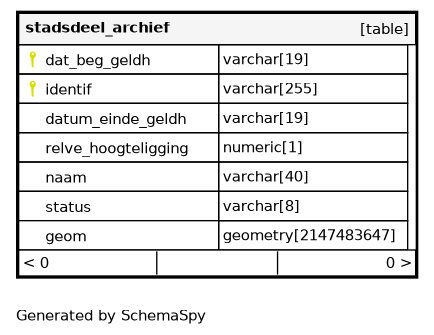 stadsdeel_archief [table]
dat_beg_geldh varchar[19]
identif varchar[255]
datum_einde_geldh varchar[19]
relve_hoogteligging numeric[1]
naam varchar[40]
status varchar[8]
geom geometry[2147483647]
< 0 0 >
Generated by SchemaSpy